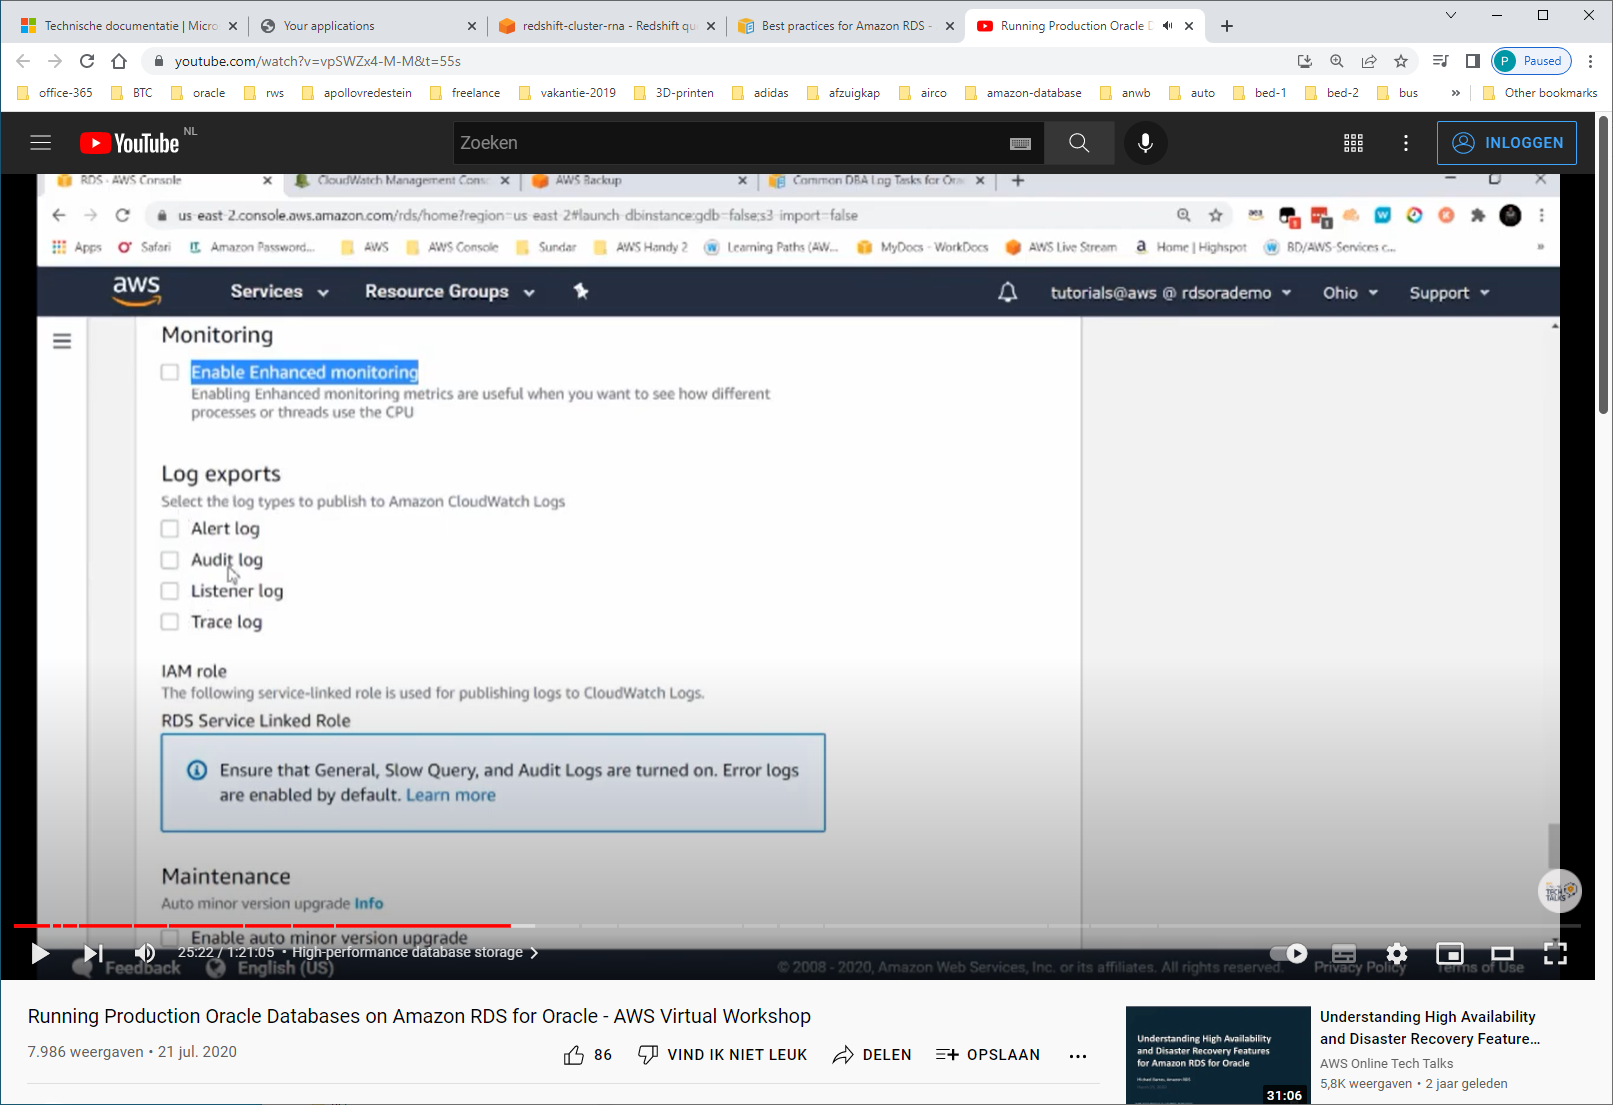 Technische documentatie | Micro
Your applications
redshift-cluster-rna - Redshift qu
Best practices for Amazon RDS -
Running Production Oracle D
youtube.com/watch?v=vpSWZx4-M-M&t=55s
P Paused
office-365 BTC oracle rws apollovredestein freelance vakantie-2019 3D-printen adidas afzuigkap airco amazon-database anwb auto bed-1 bed-2 bus » Other bookmarks
YouTube NL
Zoeken
INLOGGEN
RDS - AWS Console
CloudWatch Management Cons
AWS Backup
Common DBA Log Tasks for Ora
us-east-2.console.aws.amazon.com/rds/home?region=us-east-2#launch-dbinstance:gdb=false;s3-import=false
Apps Safari Amazon Password... AWS AWS Console Sundar AWS Handy 2 Learning Paths (AW... MyDocs - WorkDocs AWS Live Stream Home | Highspot BD/AWS-Services c... »
aws Services Resource Groups tutorials@aws @ rdsorademo Ohio Support
Monitoring
Enable Enhanced monitoring
Enabling Enhanced monitoring metrics are useful when you want to see how different
processes or threads use the CPU
Log exports
Select the log types to publish to Amazon CloudWatch Logs
Alert log
Audit log
Listener log
Trace log
IAM role
The following service-linked role is used for publishing logs to CloudWatch Logs.
RDS Service Linked Role
Ensure that General, Slow Query, and Audit Logs are turned on. Error logs
are enabled by default. Learn more
Maintenance
Auto minor version upgrade Info
TECH
TALKS
Enable auto minor version upgrade
25:22 / 1:21:05 • High-performance database storage
Feedback English (US) © 2008 - 2020, Amazon Web Services, Inc. or its affiliates. All rights reserved. Privacy Policy Terms of Use
Running Production Oracle Databases on Amazon RDS for Oracle - AWS Virtual Workshop
7.986 weergaven • 21 jul. 2020
86 VIND IK NIET LEUK DELEN OPSLAAN
Understanding High Availability
and Disaster Recovery Features
for Amazon RDS for Oracle
31:06
Understanding High Availability
and Disaster Recovery Feature...
AWS Online Tech Talks
5,8K weergaven • 2 jaar geleden